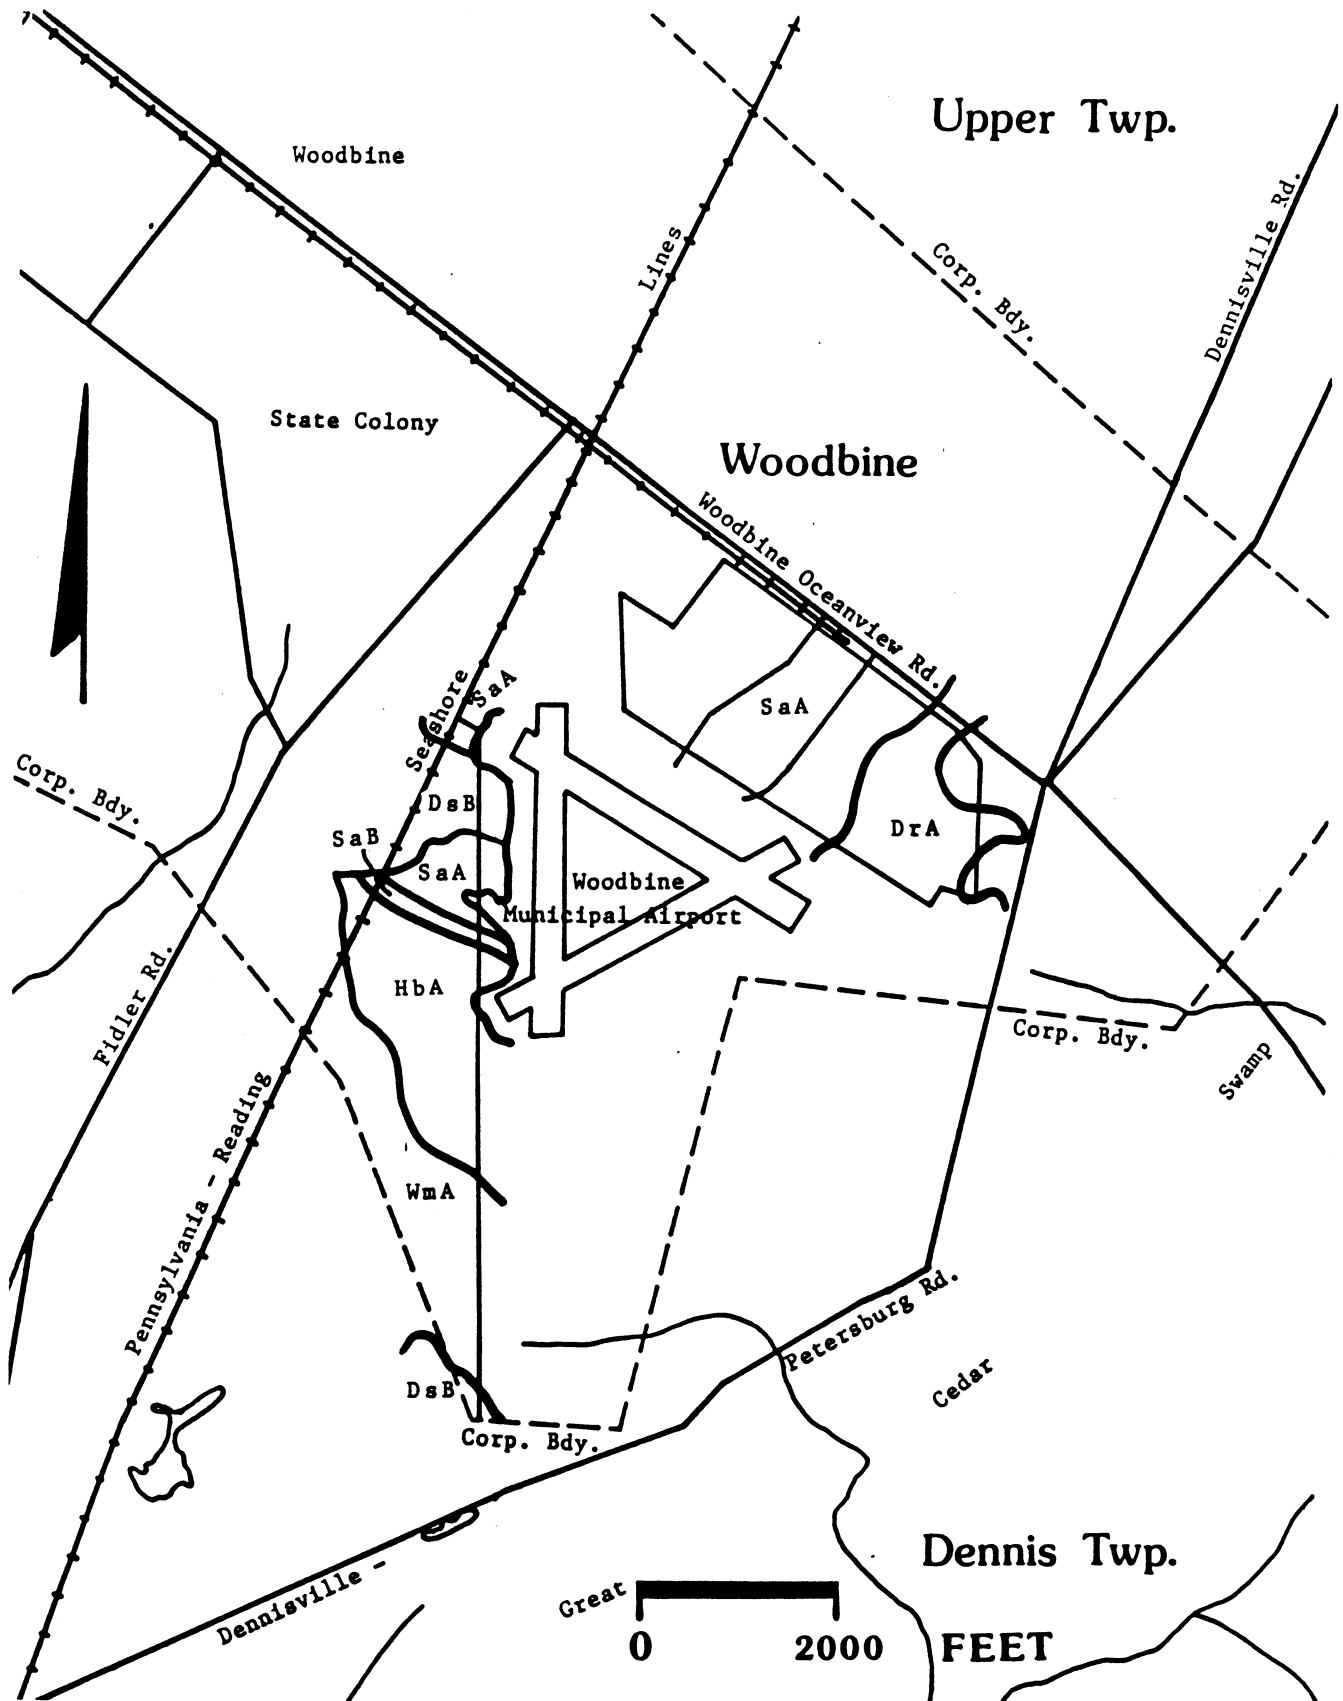 Upper Twp.
Woodbine
Lines
Dennisville Rd.
Corp. Bdy.
State Colony
Woodbine
Woodbine Oceanview Rd.
Seashore
SaA
SaA
Corp. Bdy.
DsB
SaB
SaA
DrA
Woodbine
Municipal Airport
HbA
Fidler Rd.
Corp. Bdy.
Swamp
Pennsylvania - Reading
WmA
Petersburg Rd.
Cedar
DsB
Corp. Bdy.
Dennis Twp.
Dennisville -
Great
0 2000 FEET